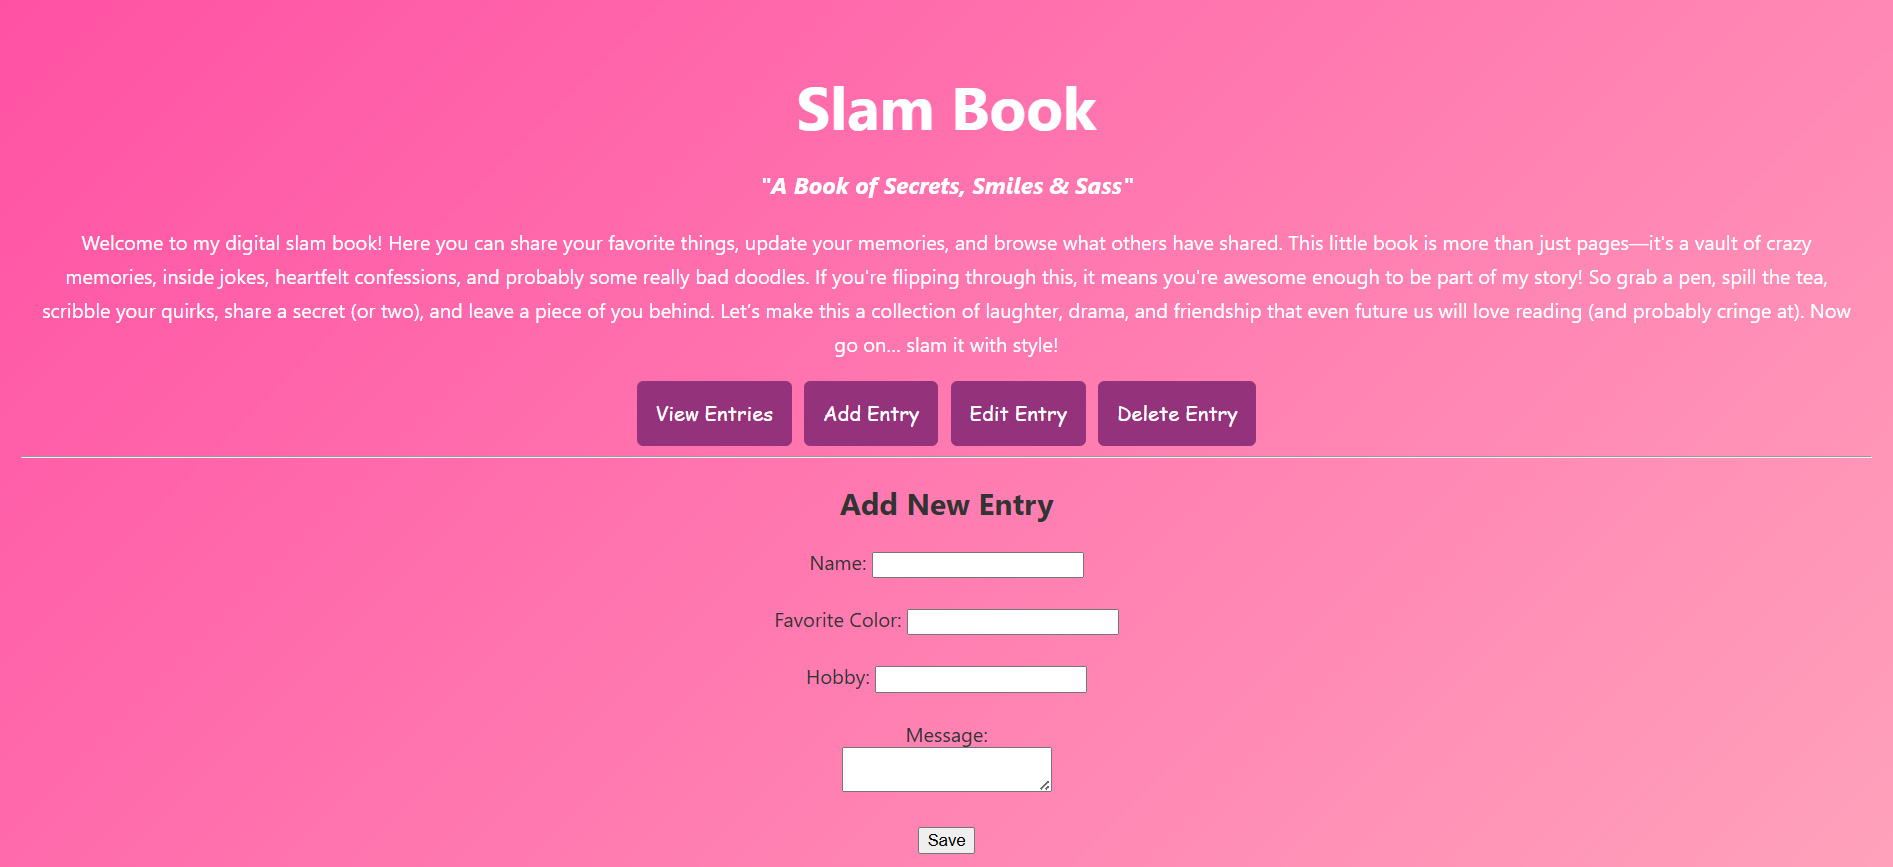 Slam Book
"A Book of Secrets, Smiles & Sass"
Welcome to my digital slam book! Here you can share your favorite things, update your memories, and browse what others have shared. This little book is more than just pages—it's a vault of crazy
memories, inside jokes, heartfelt confessions, and probably some really bad doodles. If you're flipping through this, it means you're awesome enough to be part of my story! So grab a pen, spill the tea,
scribble your quirks, share a secret (or two), and leave a piece of you behind. Let’s make this a collection of laughter, drama, and friendship that even future us will love reading (and probably cringe at). Now
go on... slam it with style!
View Entries Add Entry Edit Entry Delete Entry
Add New Entry
Name:
Favorite Color:
Hobby:
Message:
Save